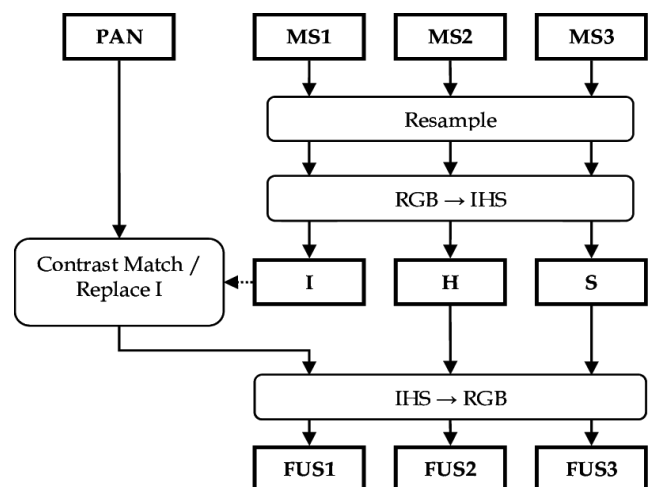 PAN MS1 MS2 MS3
Resample
RGB → IHS
Contrast Match /
Replace I
I H S
IHS → RGB
FUS1 FUS2 FUS3